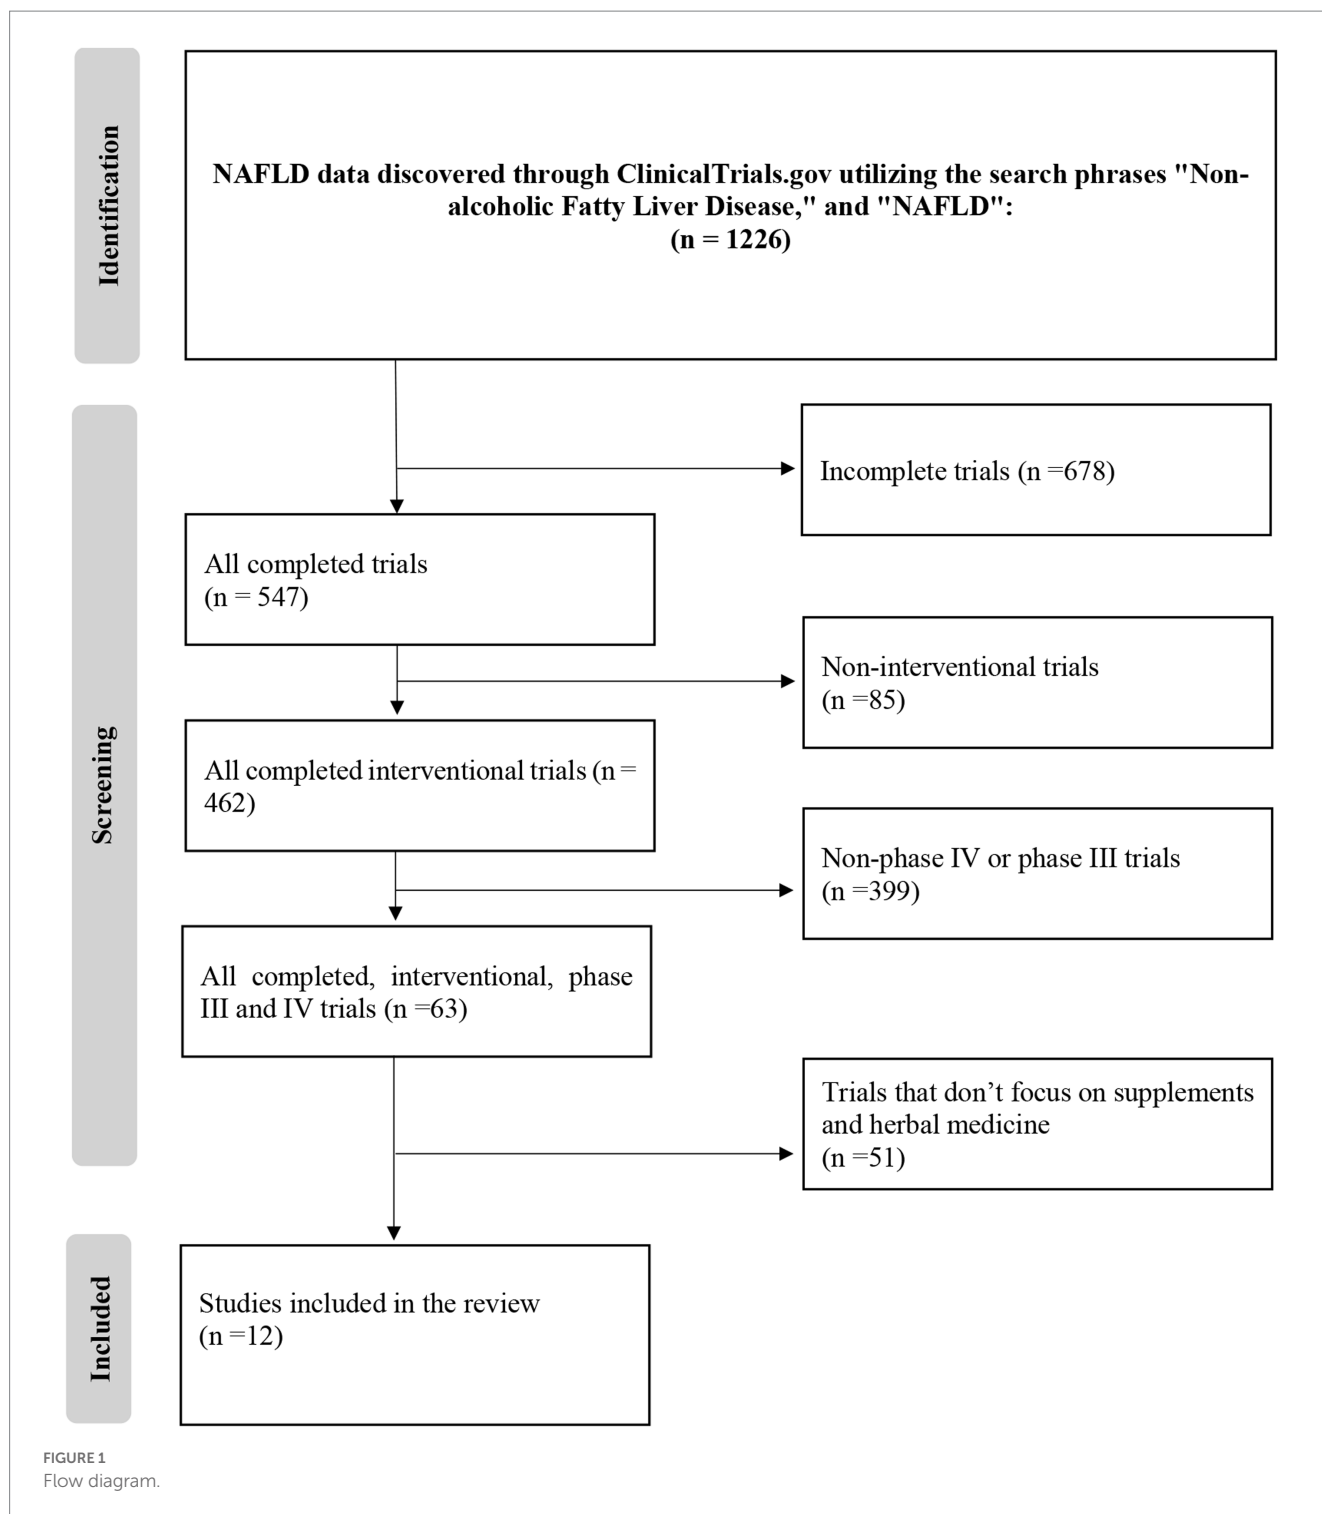 Identification
NAFLD data discovered through ClinicalTrials.gov utilizing the search phrases "Non-
alcoholic Fatty Liver Disease," and "NAFLD":
(n = 1226)
Screening
Incomplete trials (n =678)
All completed trials
(n = 547)
Non-interventional trials
(n =85)
All completed interventional trials (n =
462)
Non-phase IV or phase III trials
(n =399)
All completed, interventional, phase
III and IV trials (n =63)
Trials that don’t focus on supplements
and herbal medicine
(n =51)
Included
Studies included in the review
(n =12)
FIGURE 1
Flow diagram.